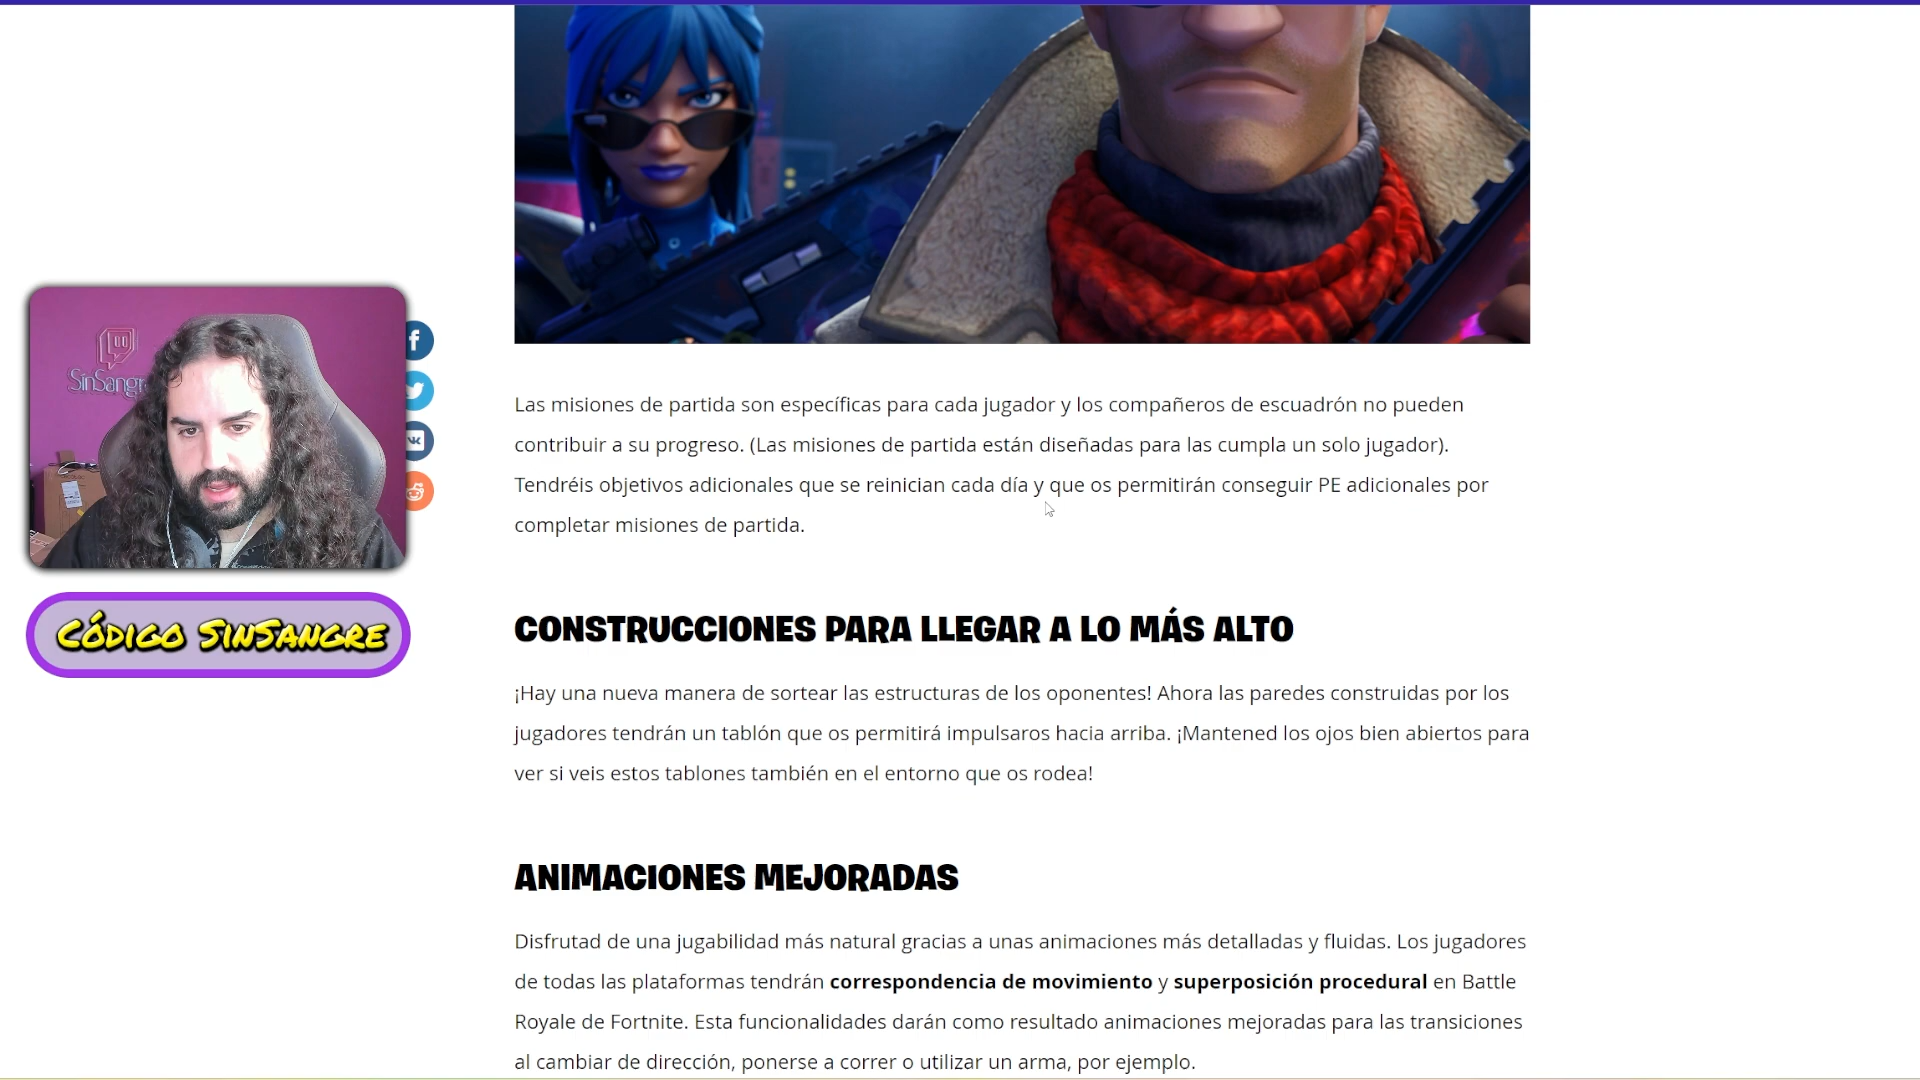 Las misiones de partida son específicas para cada jugador y los compañeros de escuadrón no pueden
contribuir a su progreso. (Las misiones de partida están diseñadas para las cumpla un solo jugador).
Tendréis objetivos adicionales que se reinician cada día y que os permitirán conseguir PE adicionales por
completar misiones de partida.
CONSTRUCCIONES PARA LLEGAR A LO MÁS ALTO
¡Hay una nueva manera de sortear las estructuras de los oponentes! Ahora las paredes construidas por los
jugadores tendrán un tablón que os permitirá impulsaros hacia arriba. ¡Mantened los ojos bien abiertos para
ver si veis estos tablones también en el entorno que os rodea!
ANIMACIONES MEJORADAS
Disfrutad de una jugabilidad más natural gracias a unas animaciones más detalladas y fluidas. Los jugadores
de todas las plataformas tendrán correspondencia de movimiento y superposición procedural en Battle
Royale de Fortnite. Esta funcionalidades darán como resultado animaciones mejoradas para las transiciones
al cambiar de dirección, ponerse a correr o utilizar un arma, por ejemplo.
SinSangr
CÓDIGO SINSANGRE